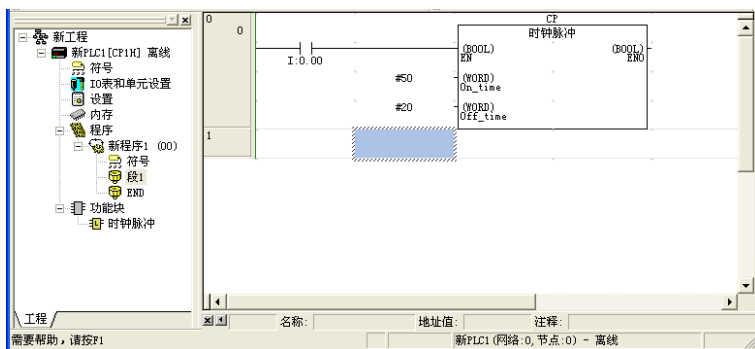 新工程
新PLC1[CP1H] 离线
符号
IO表和单元设置
设置
内存
程序
新程序1 (00)
符号
段1
END
功能块
时钟脉冲
工程
0
0
CP
时钟脉冲
(BOOL)
EN
(BOOL)
ENO
I:0.00
#50
(WORD)
On_time
#20
(WORD)
Off_time
1
名称:
地址值:
注释:
需要帮助，请按F1
新PLC1(网络:0,节点:0) - 离线